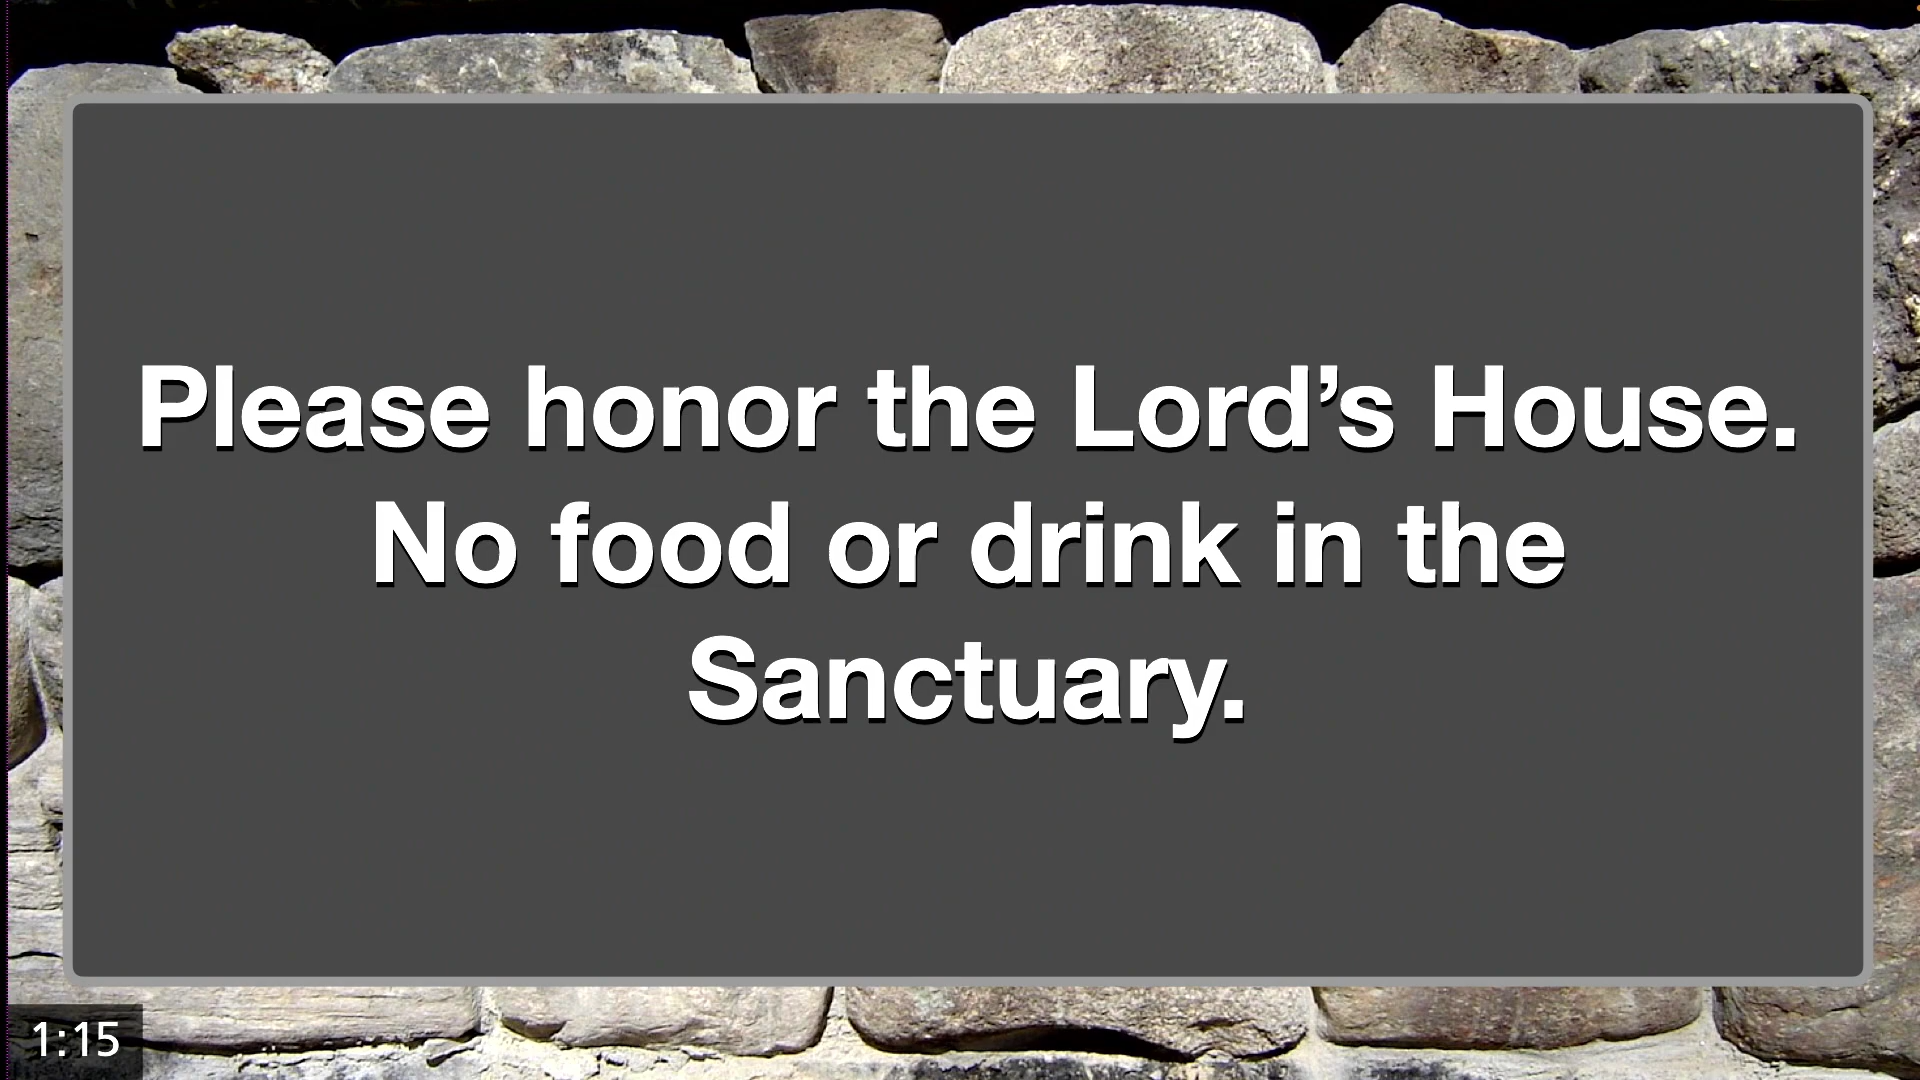 Please honor the Lord’s House.
No food or drink in the
Sanctuary.
1:15